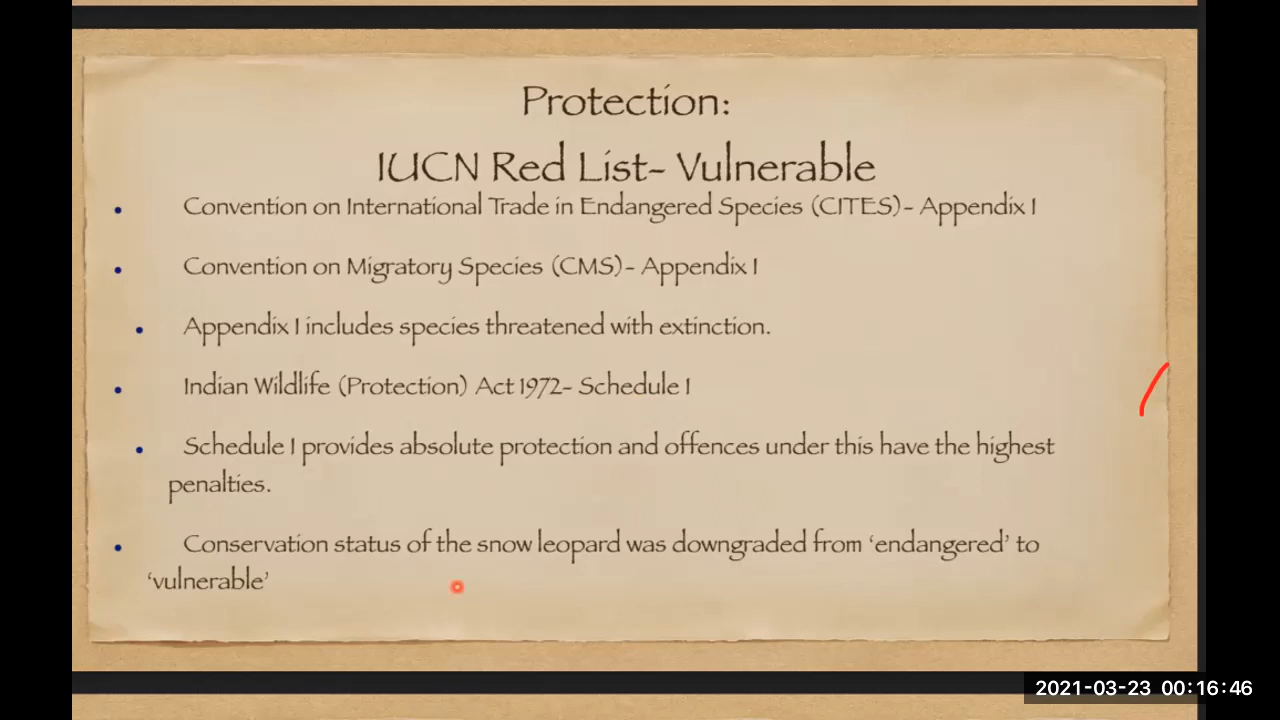 Protection:
IUCN Red List- Vulnerable
• Convention on International Trade in Endangered Species (CITES)- Appendix I
• Convention on Migratory Species (CMS)- Appendix I
• Appendix I includes species threatened with extinction.
• Indian Wildlife (Protection) Act 1972- Schedule I
• Schedule I provides absolute protection and offences under this have the highest
penalties.
• Conservation status of the snow leopard was downgraded from ‘endangered’ to
‘vulnerable’
2021-03-23 00:16:46